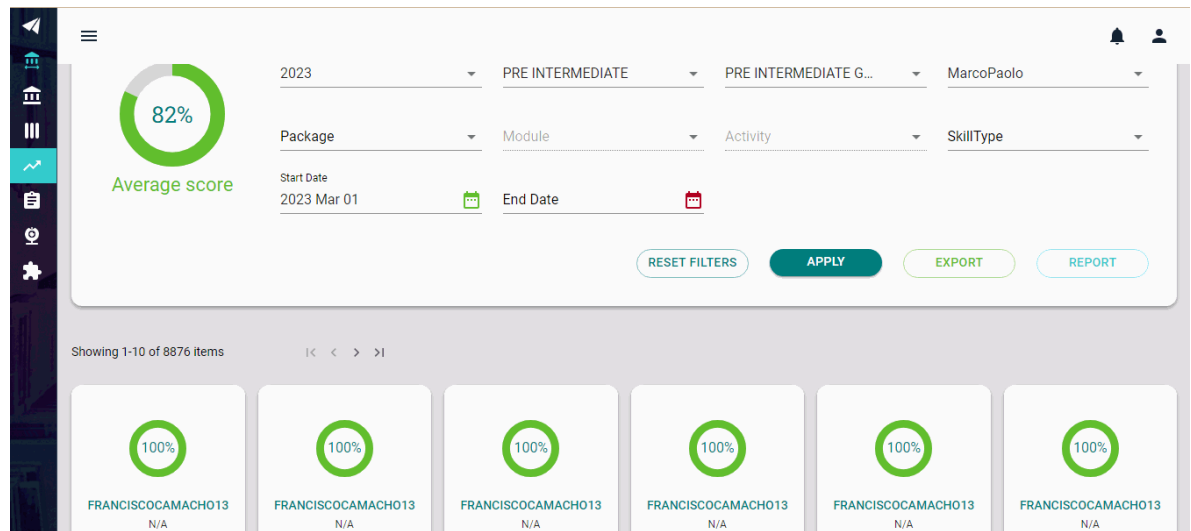 2023 PRE INTERMEDIATE PRE INTERMEDIATE G... MarcoPaolo
82%
Package Module Activity SkillType
Average score
Start Date
2023 Mar 01 End Date
RESET FILTERS APPLY EXPORT REPORT
Showing 1-10 of 8876 items
100% 100% 100% 100% 100% 100%
FRANCISCOCAMACHO13 FRANCISCOCAMACHO13 FRANCISCOCAMACHO13 FRANCISCOCAMACHO13 FRANCISCOCAMACHO13 FRANCISCOCAMACHO13
N/A N/A N/A N/A N/A N/A